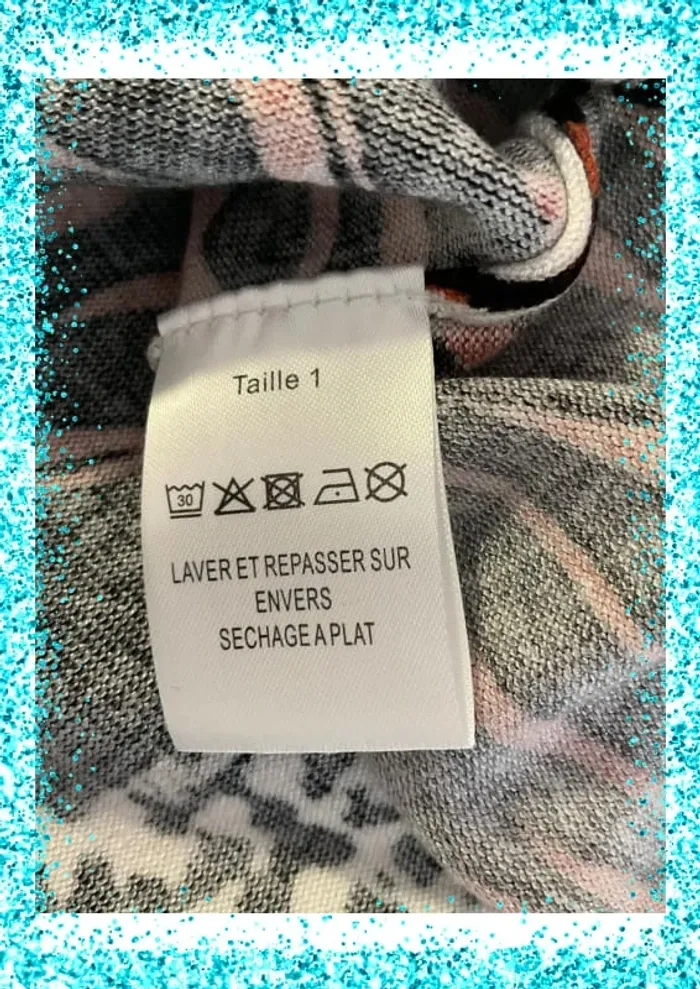 Taille 1
30
LAVER ET REPASSER SUR
ENVERS
SECHAGE A PLAT